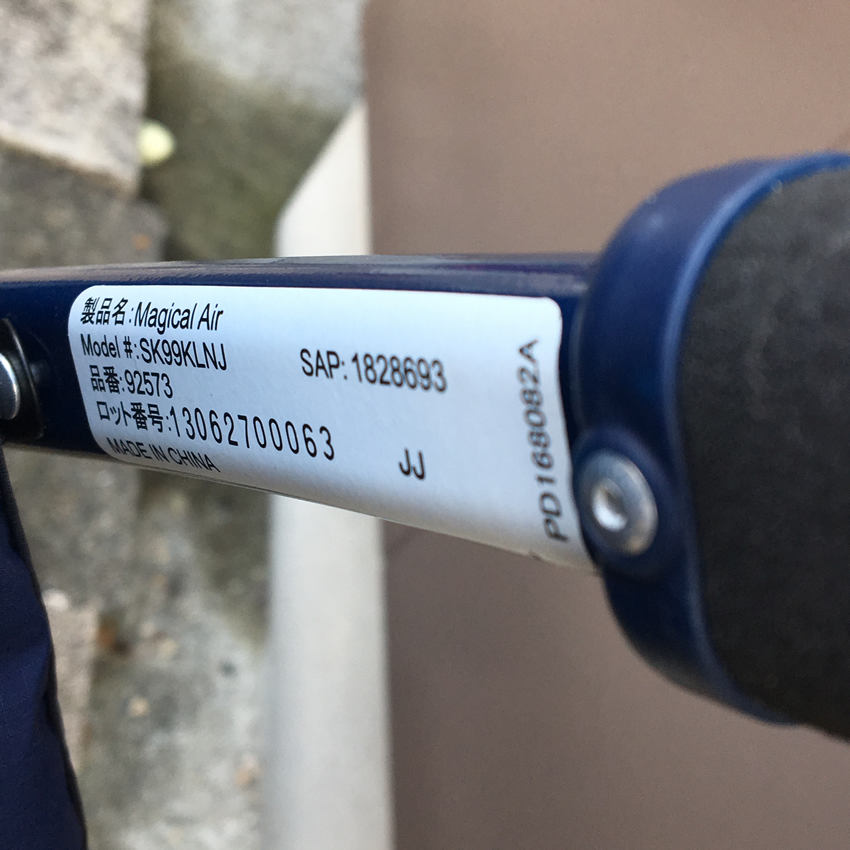 製品名:Magical Air
Model #:SK99KLNJ
SAP:1828693
品番:92573
ロット番号:13062700063
JJ
MADE IN CHINA
PD168082A